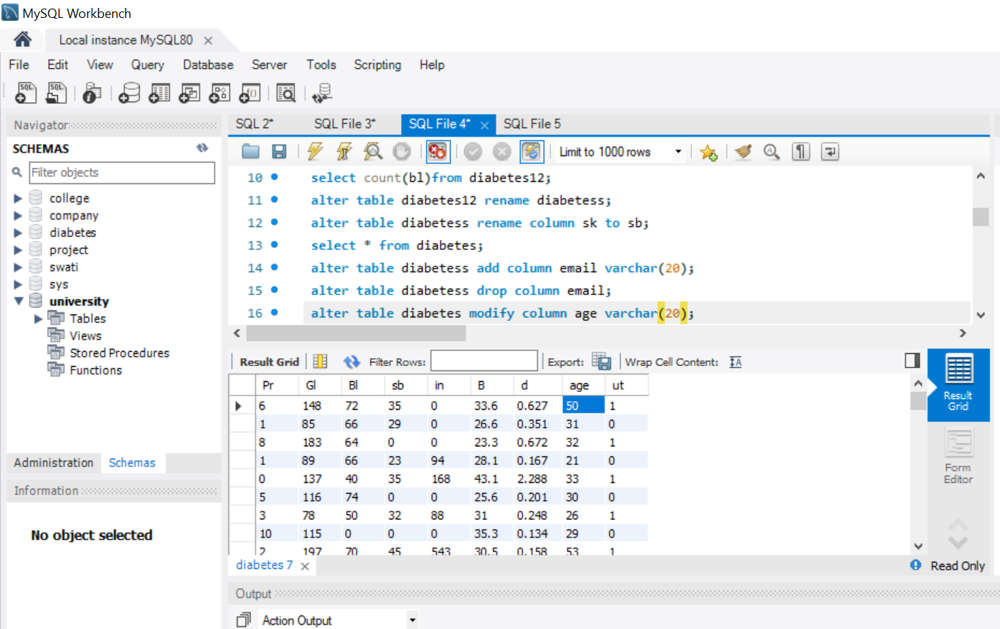 MySQL Workbench
Local instance MySQL80
File Edit View Query Database Server Tools Scripting Help
Navigator
SCHEMAS
Filter objects
college
company
diabetes
project
swati
sys
university
Tables
Views
Stored Procedures
Functions
Administration Schemas
Information
No object selected
SQL 2* SQL File 3* SQL File 4* SQL File 5
Limit to 1000 rows
10 select count(bl)from diabetes12;
11 alter table diabetes12 rename diabetess;
12 alter table diabetess rename column sk to sb;
13 select * from diabetes;
14 alter table diabetess add column email varchar(20);
15 alter table diabetess drop column email;
16 alter table diabetes modify column age varchar(20);
Result Grid Filter Rows: Export: Wrap Cell Content:
Pr Gl Bl sb in B d age ut
6 148 72 35 0 33.6 0.627 50 1
1 85 66 29 0 26.6 0.351 31 0
8 183 64 0 0 23.3 0.672 32 1
1 89 66 23 94 28.1 0.167 21 0
0 137 40 35 168 43.1 2.288 33 1
5 116 74 0 0 25.6 0.201 30 0
3 78 50 32 88 31 0.248 26 1
10 115 0 0 0 35.3 0.134 29 0
2 197 70 45 543 30.5 0.158 53 1
Result
Grid
Form
Editor
diabetes 7
Read Only
Output
Action Output